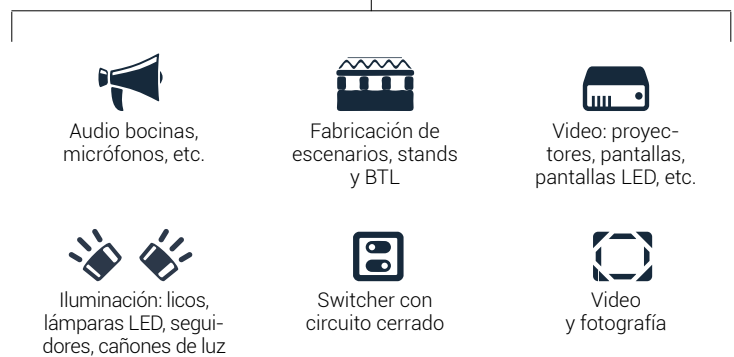 Audio bocinas,
micrófonos, etc.
Fabricación de
escenarios, stands
y BTL
Video: proyec-
tores, pantallas,
pantallas LED, etc.
Iluminación: licos,
lámparas LED, segui-
dores, cañones de luz
Switcher con
circuito cerrado
Video
y fotografía